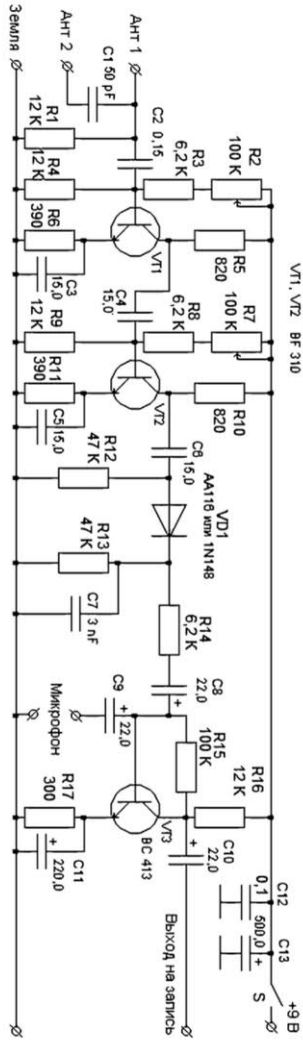 VT1, VT2 BF 310
Земля
Ант 2
Ант 1
C1 50 pF
C2 0,15
R1
12 K
R4
12 K
R3
6,2 K
R2
100 K
VT1
R6
390
C3
15,0
R5
820
C4
15,0
R9
12 K
R8
6,2 K
R7
100 K
VT2
R11
390
C5 15,0
R10
820
C6
15,0
R12
47 K
VD1
AA116 или 1N148
R13
47 K
C7 3 nF
R14
6,2 K
C8
22,0
+
C9
+ 22,0
Микрофон
R15
100 K
R16
12 K
VT3
BC 413
R17
300
+
220,0
C11
+
C10
22,0
Выход на запись
C12
0,1
C13
500,0 +
S
+9 В